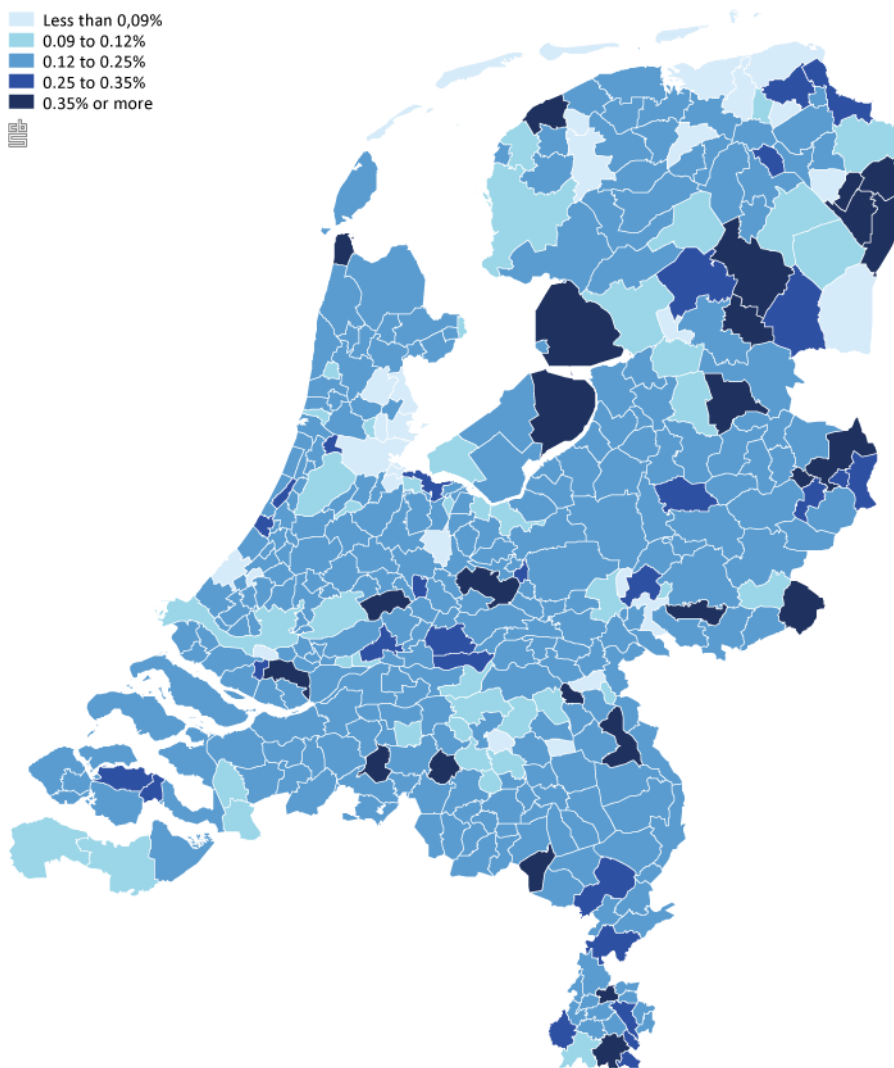 Less than 0,09%
0.09 to 0.12%
0.12 to 0.25%
0.25 to 0.35%
0.35% or more